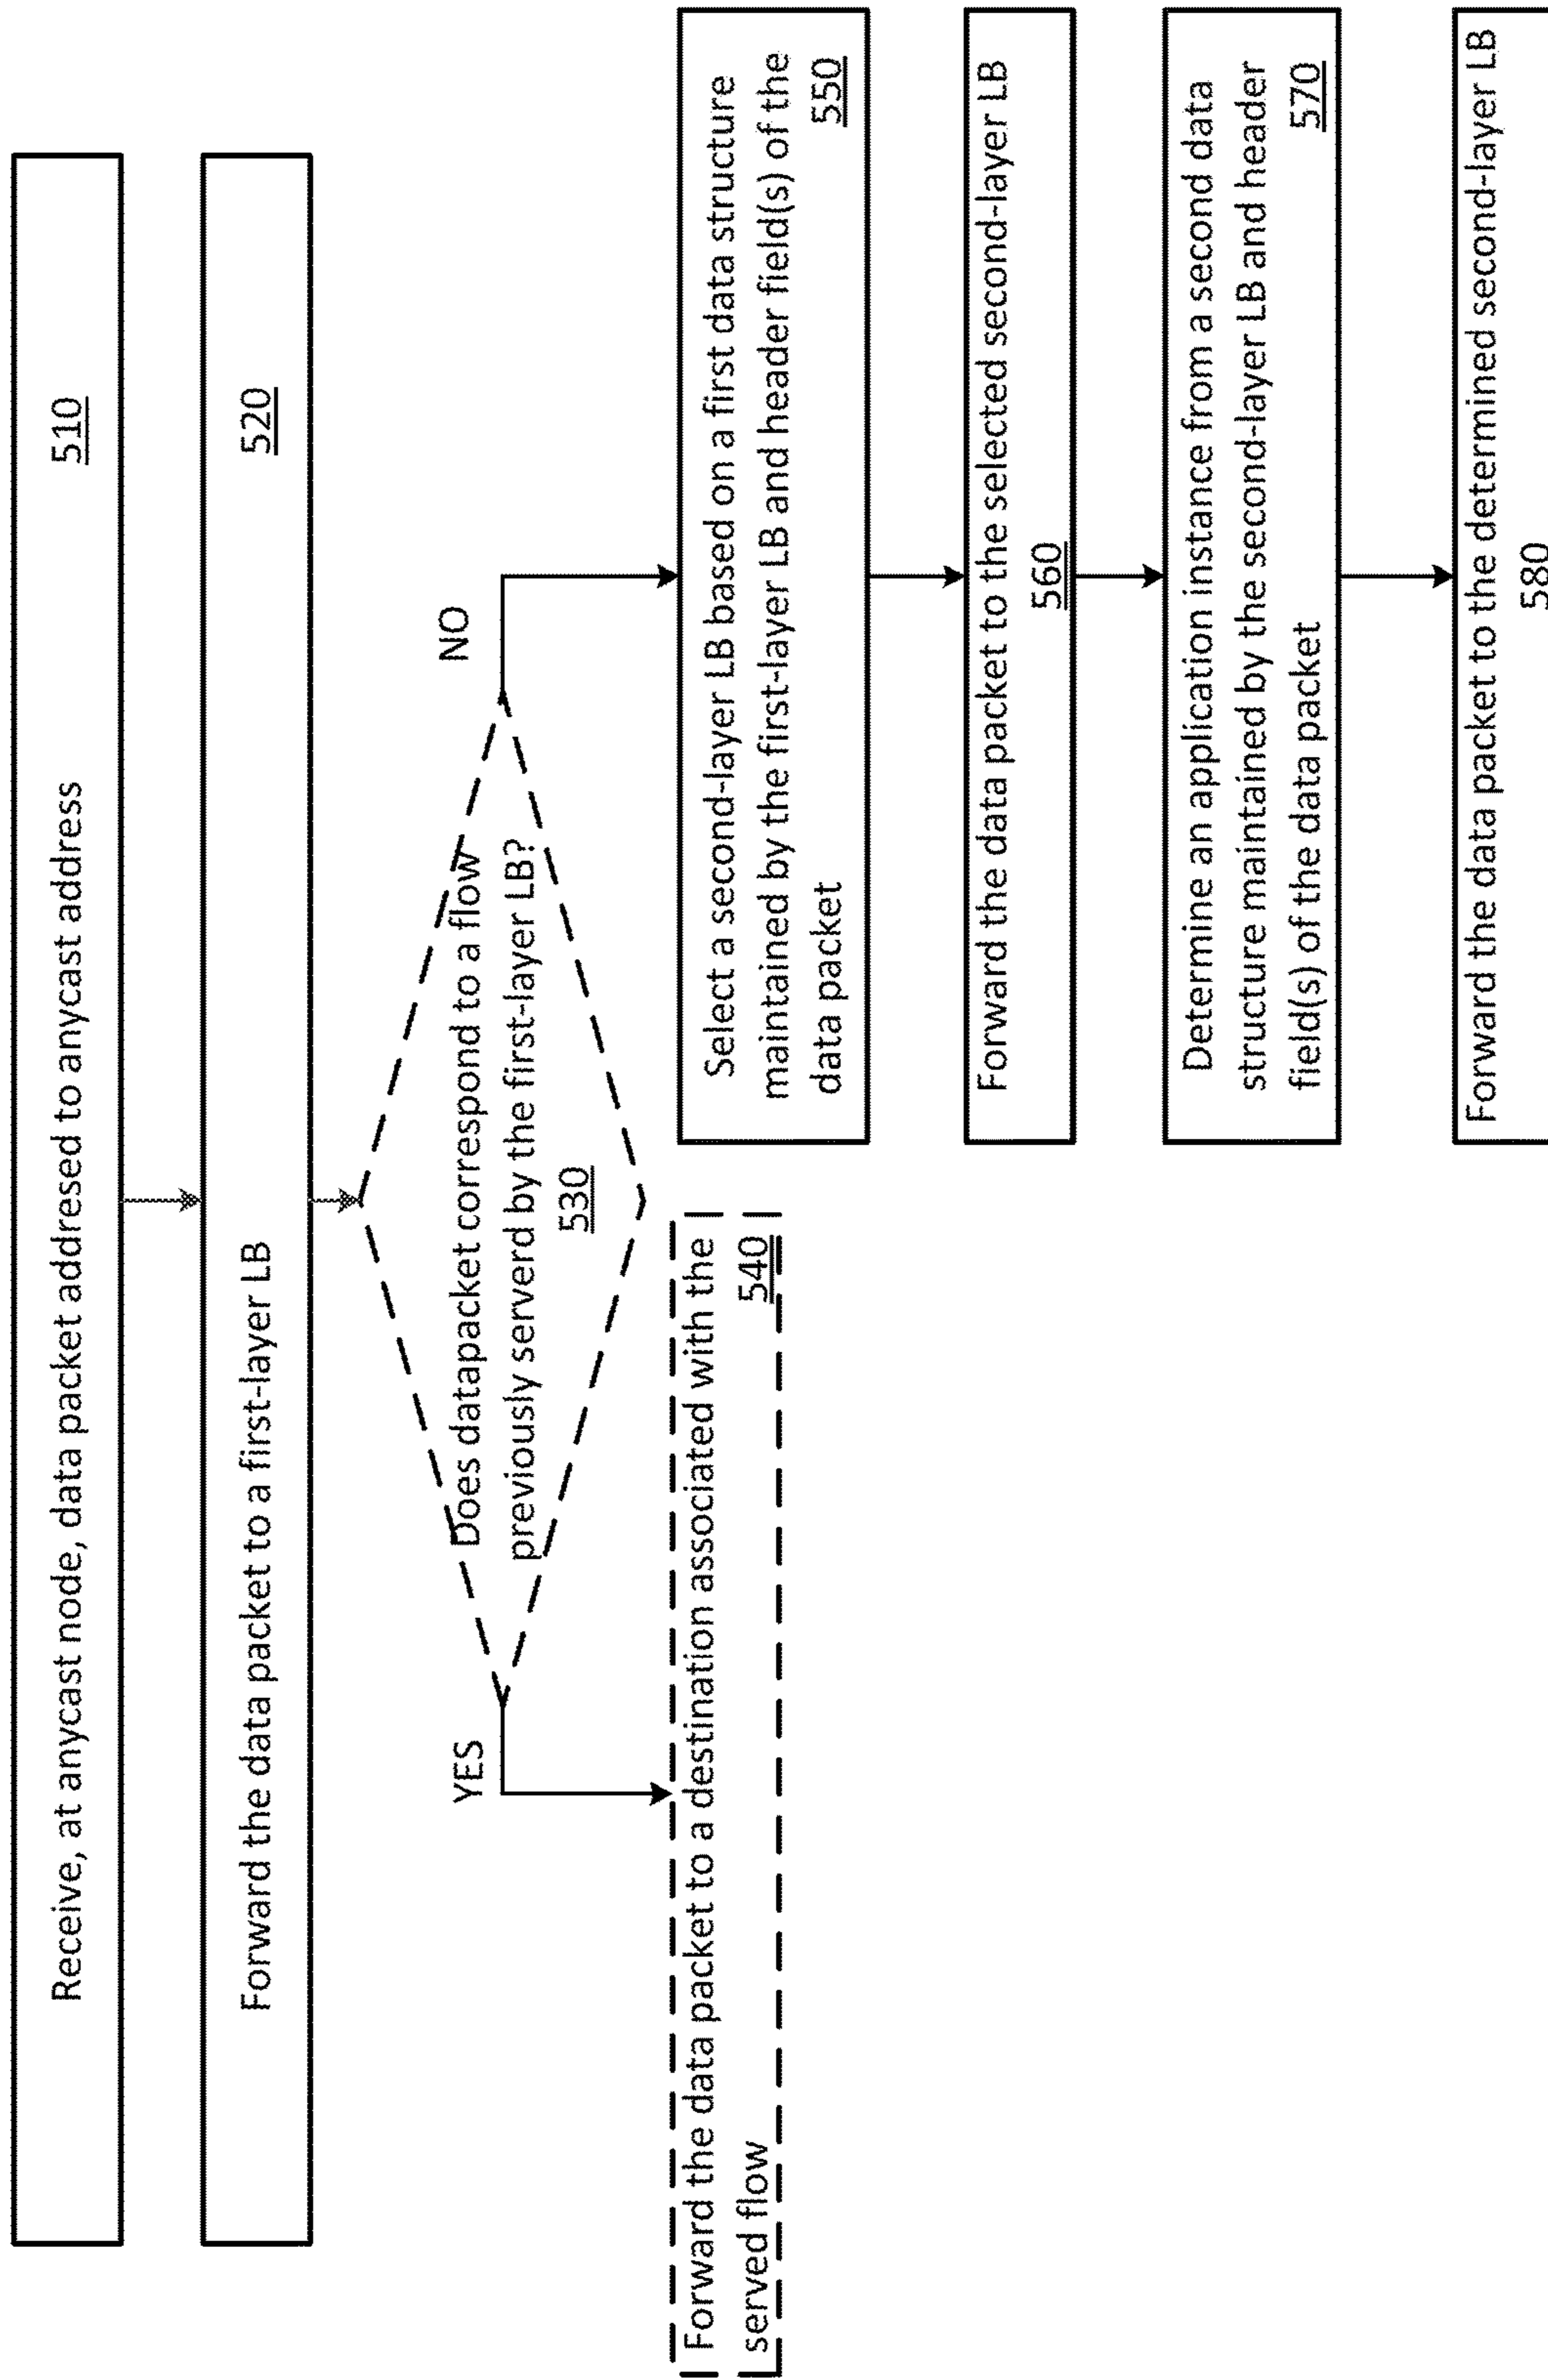 Receive, at anycast node, data packet addressed to anycast address
510
Forward the data packet to a first-layer LB
520
Does datapacket correspond to a flow
previously serverd by the first-layer LB?
530
YES
NO
Forward the data packet to a destination associated with the
served flow
540
Select a second-layer LB based on a first data structure
maintained by the first-layer LB and header field(s) of the
data packet
550
Forward the data packet to the selected second-layer LB
560
Determine an application instance from a second data
structure maintained by the second-layer LB and header
field(s) of the data packet
570
Forward the data packet to the determined second-layer LB
580